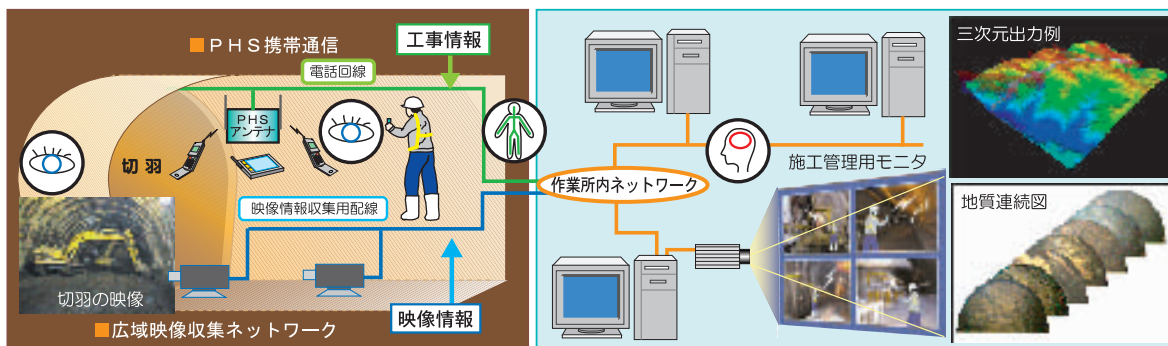 ■PHS携帯通信
工事情報
電話回線
PHS
アンテナ
切羽
映像情報収集用配線
切羽の映像
■広域映像収集ネットワーク
映像情報
作業所内ネットワーク
施工管理用モニタ
三次元出力例
地質連続図